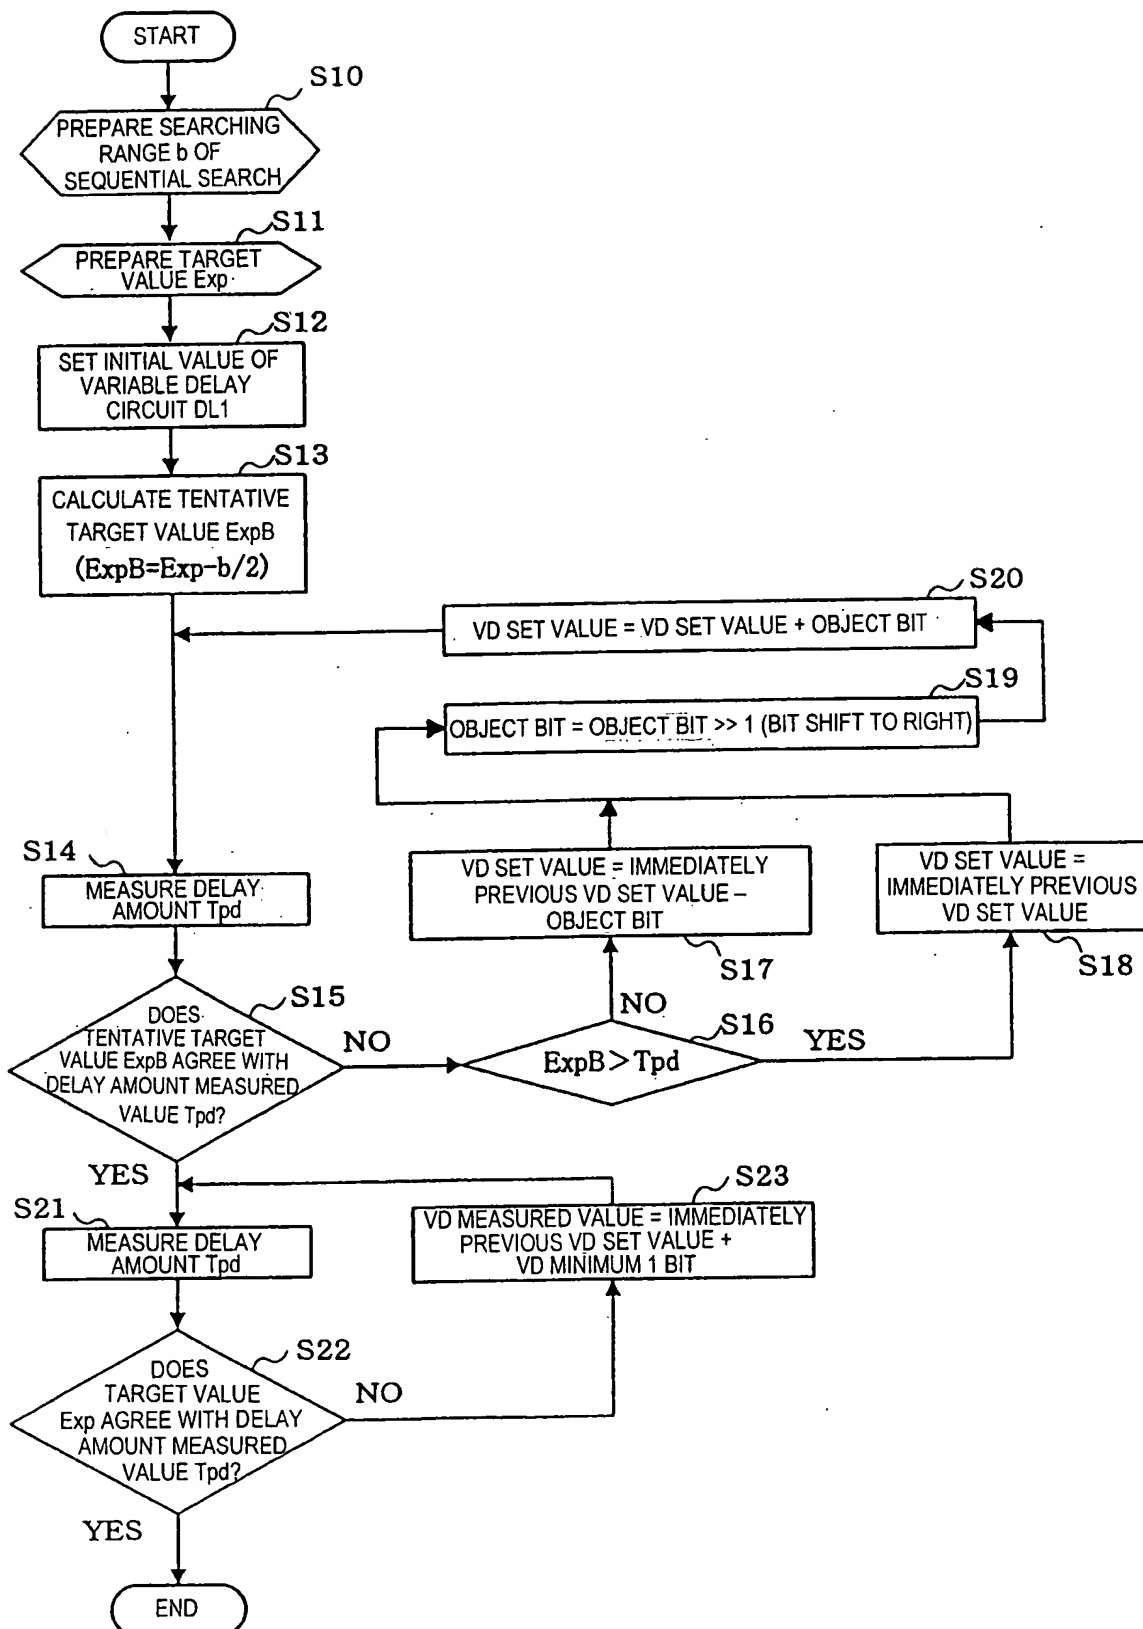 START
S10
PREPARE SEARCHING
RANGE b OF
SEQUENTIAL SEARCH
S11
PREPARE TARGET
VALUE Exp
S12
SET INITIAL VALUE OF
VARIABLE DELAY
CIRCUIT DL1
S13
CALCULATE TENTATIVE
TARGET VALUE ExpB
(ExpB=Exp-b/2)
S20
VD SET VALUE = VD SET VALUE + OBJECT BIT
S19
OBJECT BIT = OBJECT BIT >> 1 (BIT SHIFT TO RIGHT)
S14
MEASURE DELAY
AMOUNT Tpd
VD SET VALUE = IMMEDIATELY
PREVIOUS VD SET VALUE –
OBJECT BIT
S17
VD SET VALUE =
IMMEDIATELY PREVIOUS
VD SET VALUE
S18
S15
DOES
TENTATIVE TARGET
VALUE ExpB AGREE WITH
DELAY AMOUNT MEASURED
VALUE Tpd?
NO
NO
S16
ExpB>Tpd
YES
YES
S21
MEASURE DELAY
AMOUNT Tpd
S23
VD MEASURED VALUE = IMMEDIATELY
PREVIOUS VD SET VALUE +
VD MINIMUM 1 BIT
S22
DOES
TARGET VALUE
Exp AGREE WITH DELAY
AMOUNT MEASURED
VALUE Tpd?
NO
YES
END